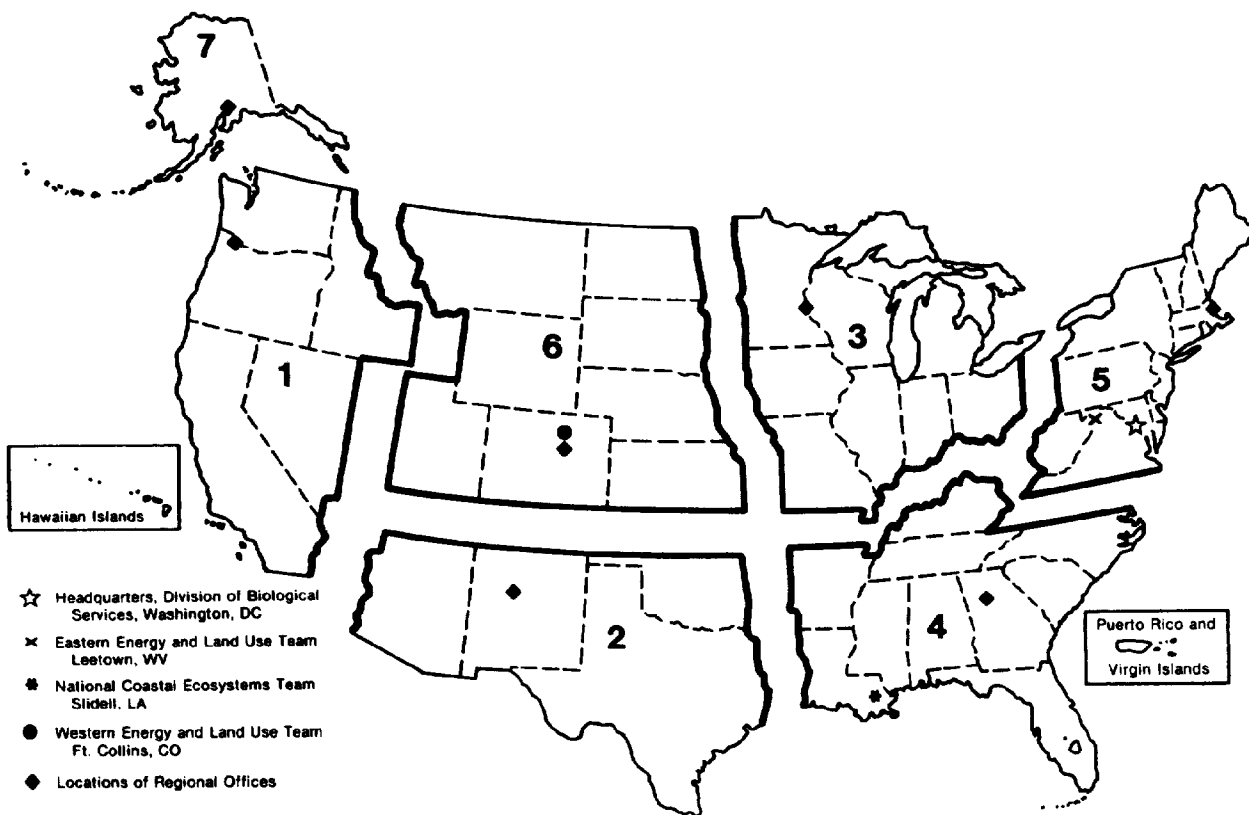 7
1
6
3
5
2
4
Hawaiian Islands
Puerto Rico and
Virgin Islands
Headquarters, Division of Biological
Services, Washington, DC
Eastern Energy and Land Use Team
Leetown, WV
National Coastal Ecosystems Team
Slidell, LA
Western Energy and Land Use Team
Ft. Collins, CO
Locations of Regional Offices